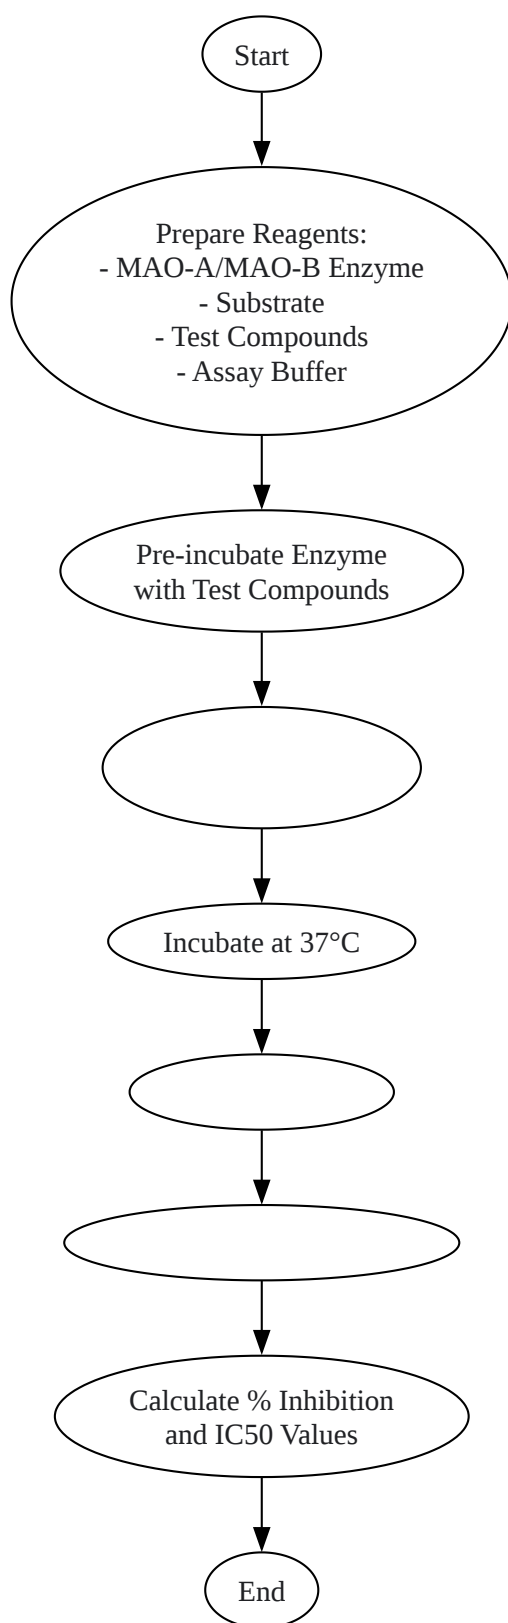 Start
Prepare Reagents:
- MAO-A/MAO-B Enzyme
- Substrate
- Test Compounds
- Assay Buffer
Pre-incubate Enzyme
with Test Compounds
Incubate at 37°C
Calculate % Inhibition
and IC50 Values
End